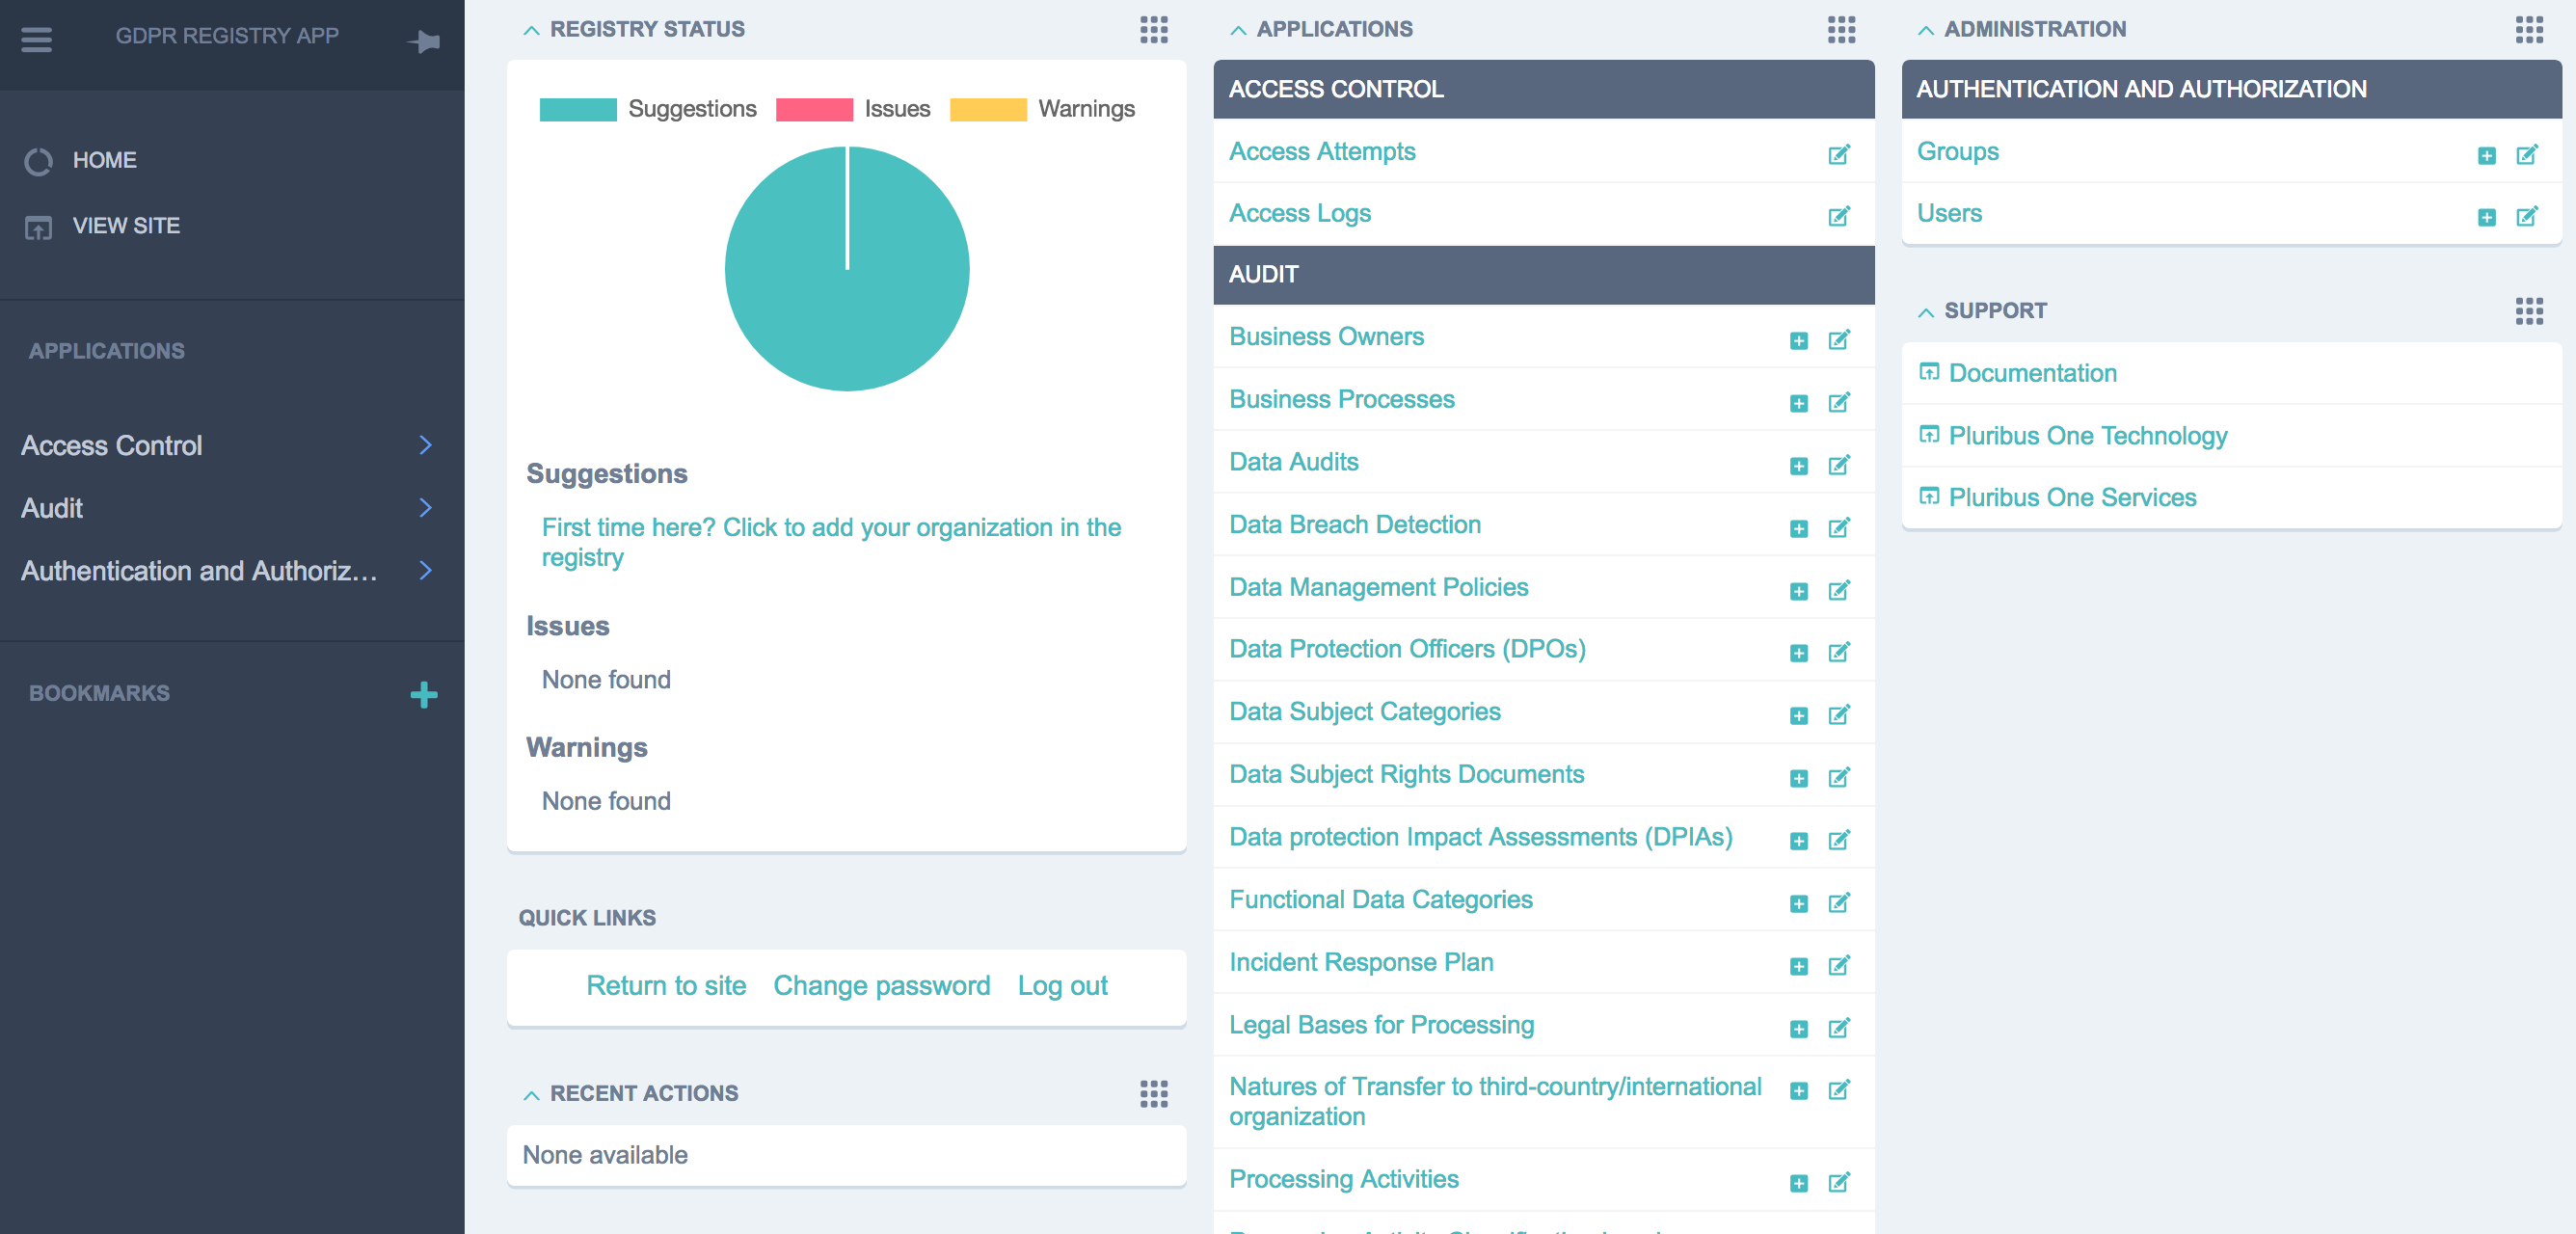 GDPR REGISTRY APP
HOME
VIEW SITE
APPLICATIONS
Access Control
Audit
Authentication and Authoriz...
BOOKMARKS
REGISTRY STATUS
Suggestions Issues Warnings
Suggestions
First time here? Click to add your organization in the
registry
Issues
None found
Warnings
None found
QUICK LINKS
Return to site Change password Log out
RECENT ACTIONS
None available
APPLICATIONS
ACCESS CONTROL
Access Attempts
Access Logs
AUDIT
Business Owners
Business Processes
Data Audits
Data Breach Detection
Data Management Policies
Data Protection Officers (DPOs)
Data Subject Categories
Data Subject Rights Documents
Data protection Impact Assessments (DPIAs)
Functional Data Categories
Incident Response Plan
Legal Bases for Processing
Natures of Transfer to third-country/international
organization
Processing Activities
ADMINISTRATION
AUTHENTICATION AND AUTHORIZATION
Groups
Users
SUPPORT
Documentation
Pluribus One Technology
Pluribus One Services